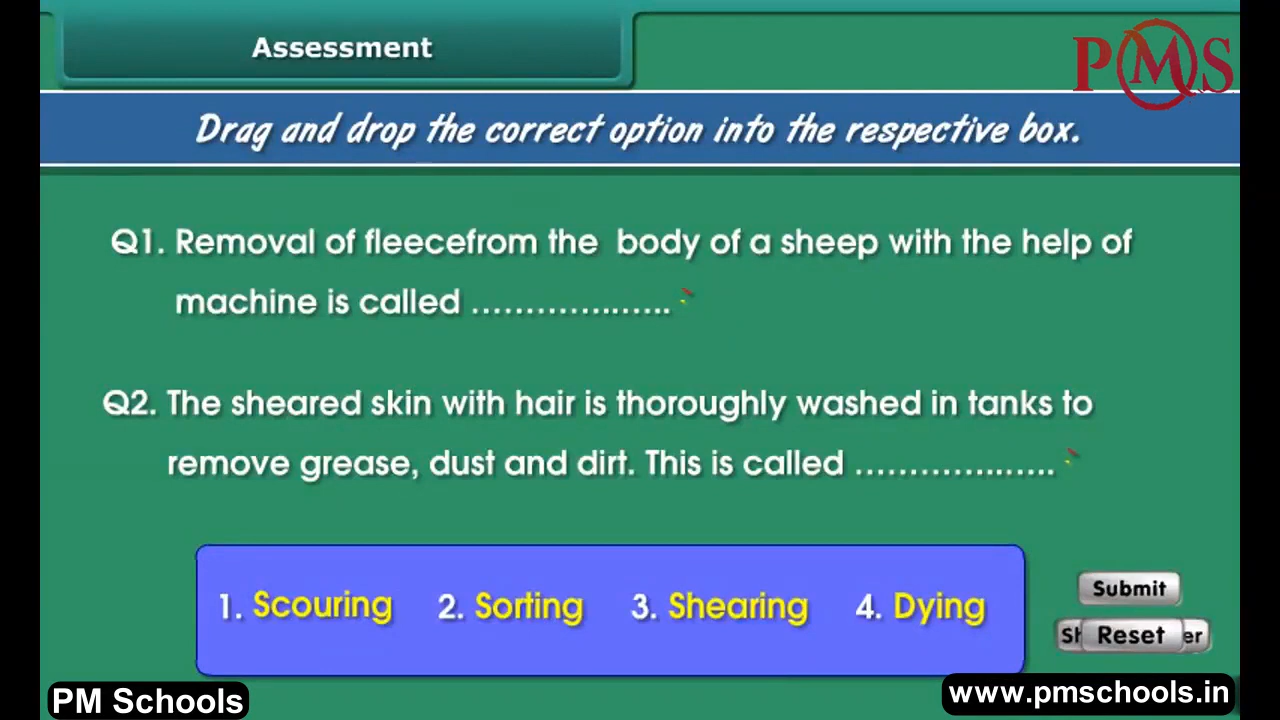 Assessment
PMS
Drag and drop the correct option into the respective box.
Q1. Removal of fleecefrom the body of a sheep with the help of
machine is called ......................
Q2. The sheared skin with hair is thoroughly washed in tanks to
remove grease, dust and dirt. This is called ......................
1. Scouring 2. Sorting 3. Shearing 4. Dying
Submit
Reset
PM Schools
www.pmschools.in